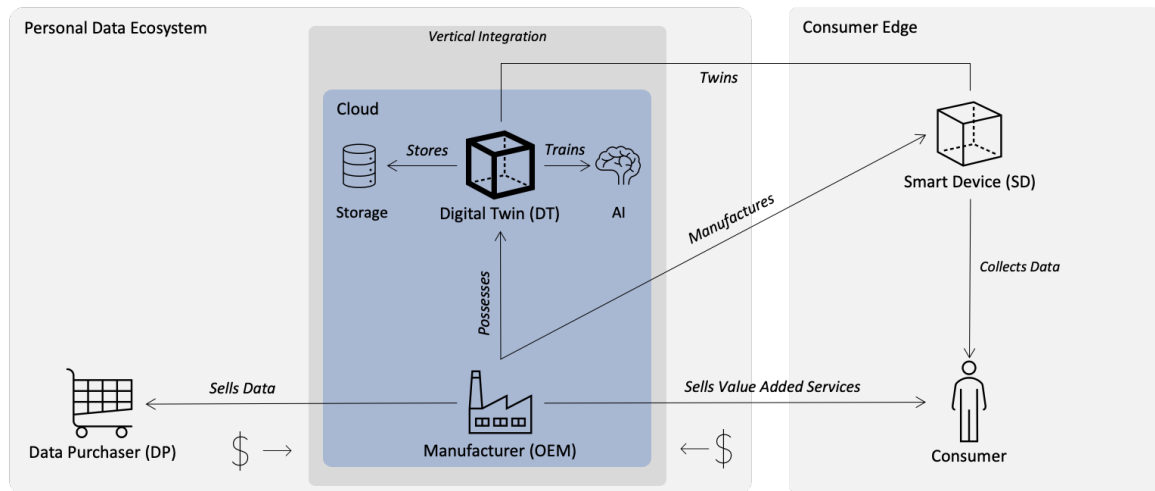 Personal Data Ecosystem
Vertical Integration
Consumer Edge
Twins
Cloud
Stores
Trains
Smart Device (SD)
Storage
Digital Twin (DT)
AI
Manufactures
Collects Data
Possesses
Sells Data
Sells Value Added Services
Data Purchaser (DP)
$
Manufacturer (OEM)
$
Consumer